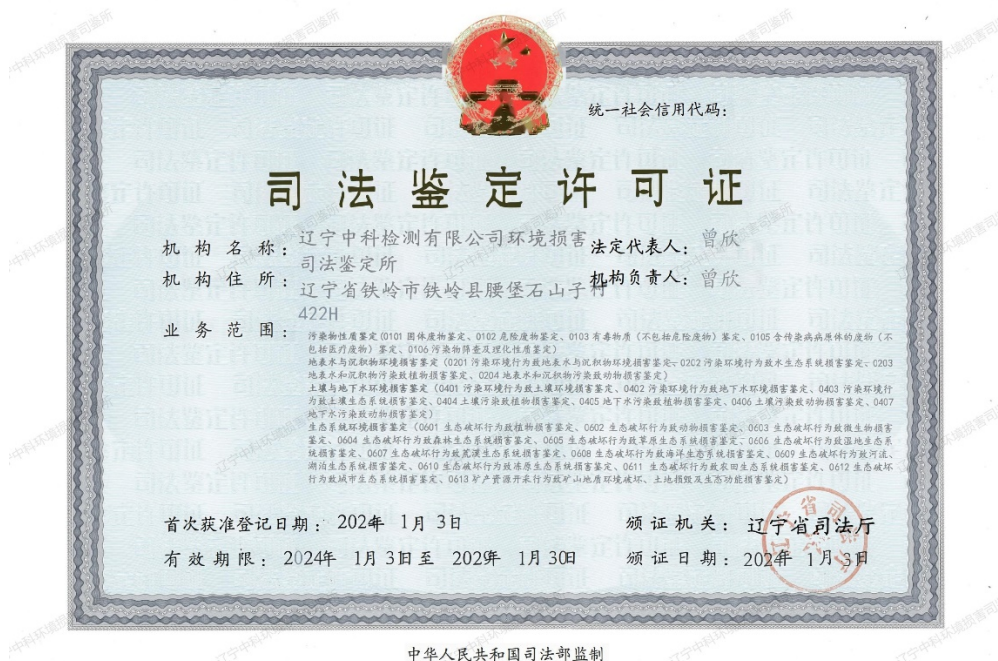 统一社会信用代码：
司法鉴定许可证
机构名称：辽宁中科检测有限公司环境损害
司法鉴定所
法定代表人：曾欣
机构住所：辽宁省铁岭市铁岭县腰堡石山子村
422H
机构负责人：曾欣
业务范围：
污染物性质鉴定(0101 固体废物鉴定、0102 危险废物鉴定、0103 有毒物质（不包括危险废物）鉴定、0105 含传染病病原体的废物（不
包括医疗废物）鉴定、0106 污染物筛查及理化性质鉴定）
地表水与沉积物环境损害鉴定（0201 污染环境行为致地表水与沉积物环境损害鉴定、0202 污染环境行为致水生态系统损害鉴定、0203
地表水和沉积物污染致植物损害鉴定、0204 地表水和沉积物污染致动物损害鉴定）
土壤与地下水环境损害鉴定（0401 污染环境行为致土壤环境损害鉴定、0402 污染环境行为致地下水环境损害鉴定、0403 污染环境行
为致土壤生态系统损害鉴定、0404 土壤污染致植物损害鉴定、0405 地下水污染致植物损害鉴定、0406 土壤污染致动物损害鉴定、0407
地下水污染致动物损害鉴定）
生态系统环境损害鉴定（0601 生态破坏行为致植物损害鉴定、0602 生态破坏行为致动物损害鉴定、0603 生态破坏行为致微生物损害
鉴定、0604 生态破坏行为致森林生态系统损害鉴定、0605 生态破坏行为致草原生态系统损害鉴定、0606 生态破坏行为致湿地生态系
统损害鉴定、0607 生态破坏行为致荒漠生态系统损害鉴定、0608 生态破坏行为致海洋生态系统损害鉴定、0609 生态破坏行为致河流、
湖泊生态系统损害鉴定、0610 生态破坏行为致冻原生态系统损害鉴定、0611 生态破坏行为致农田生态系统损害鉴定、0612 生态破坏
行为致城市生态系统损害鉴定、0613 矿产资源开采行为致矿山地质环境破坏、土地损毁及生态功能损害鉴定）
首次获准登记日期：2024年 1月31日
颁证机关：辽宁省司法厅
有效期限：2024年 1月31日至 2029年 1月30日
颁证日期：2024年 1月31日
中华人民共和国司法部监制